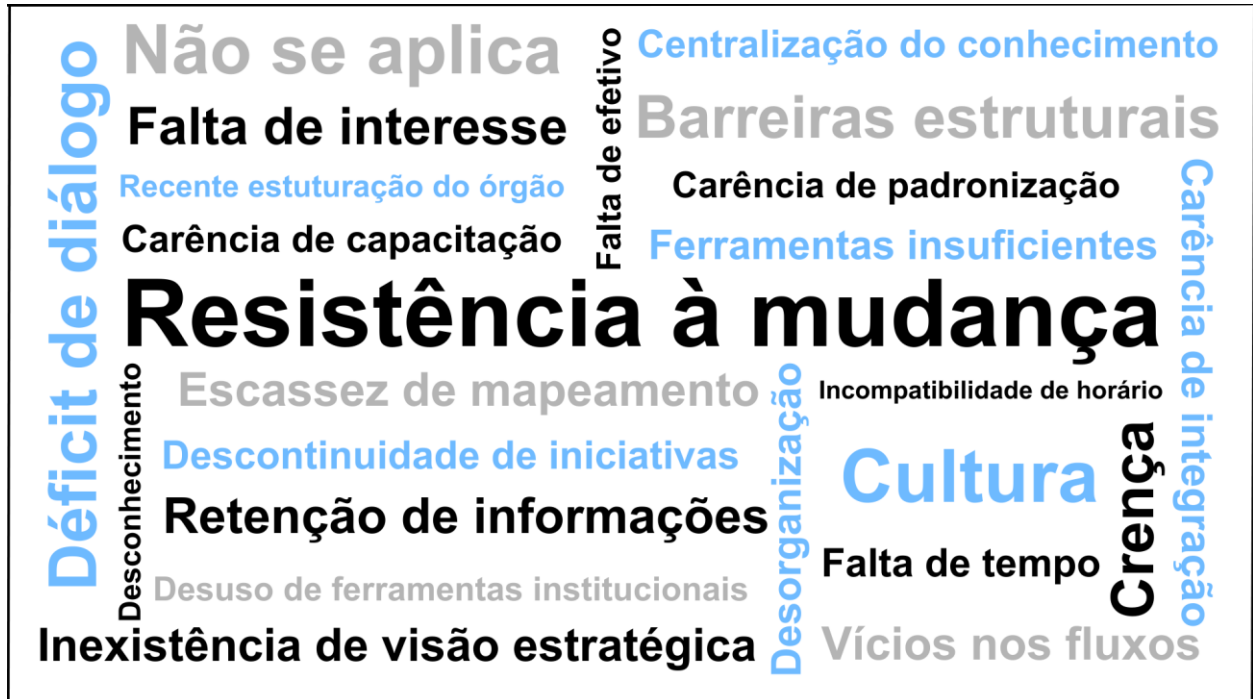 Déficit de diálogo
Não se aplica
Falta de interesse
Recente estuturação do órgão
Carência de capacitação
Falta de efetivo
Centralização do conhecimento
Barreiras estruturais
Carência de padronização
Ferramentas insuficientes
Carência de integração
Resistência à mudança
Desconhecimento
Escassez de mapeamento
Descontinuidade de iniciativas
Retenção de informações
Desuso de ferramentas institucionais
Inexistência de visão estratégica
Desorganização
Incompatibilidade de horário
Cultura
Crença
Falta de tempo
Vícios nos fluxos